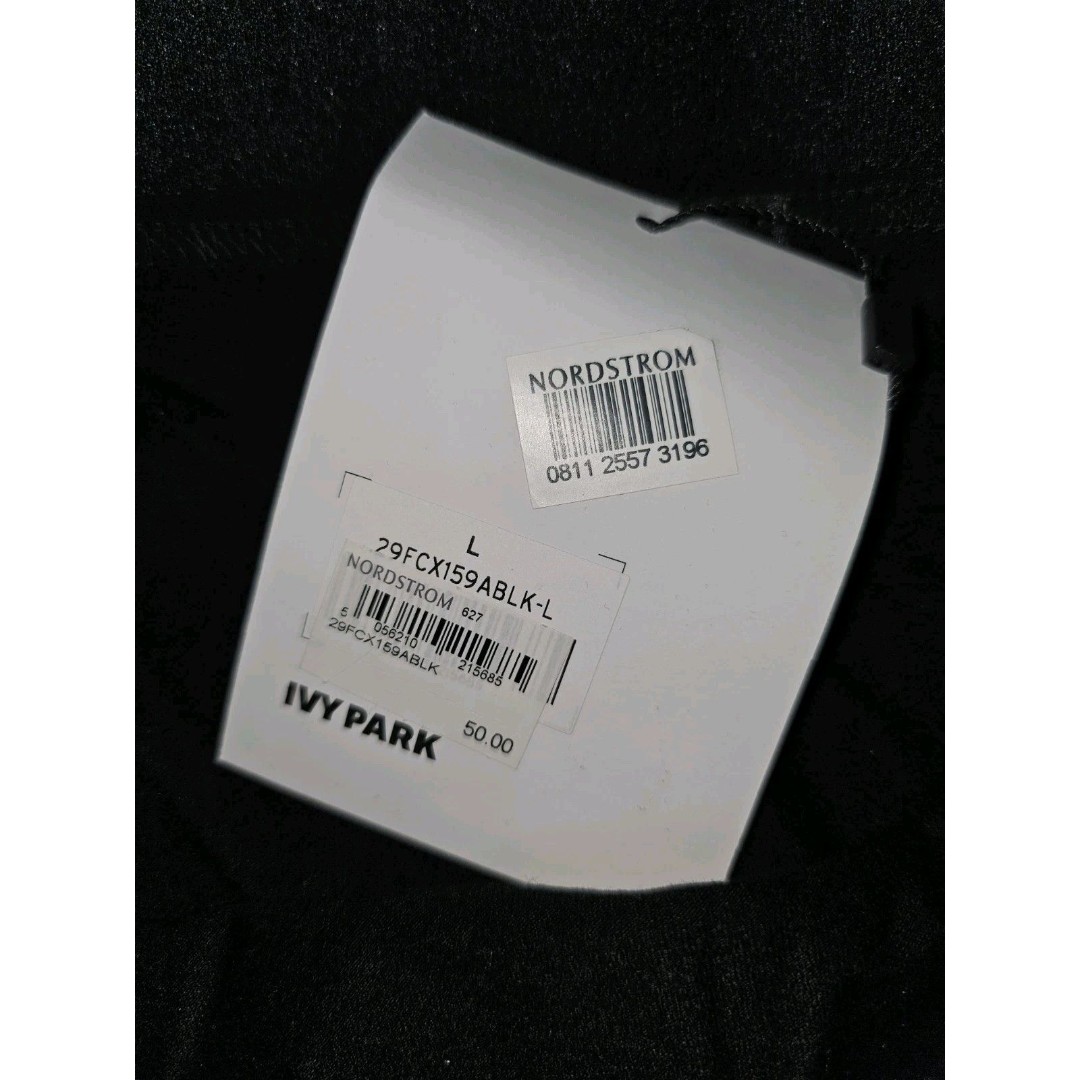 NORDSTROM
0811 2557 3196
L
29FCX159ABLK-L
NORDSTROM 627
5 056210 215685
29FCX159ABLK
50.00
IVY PARK